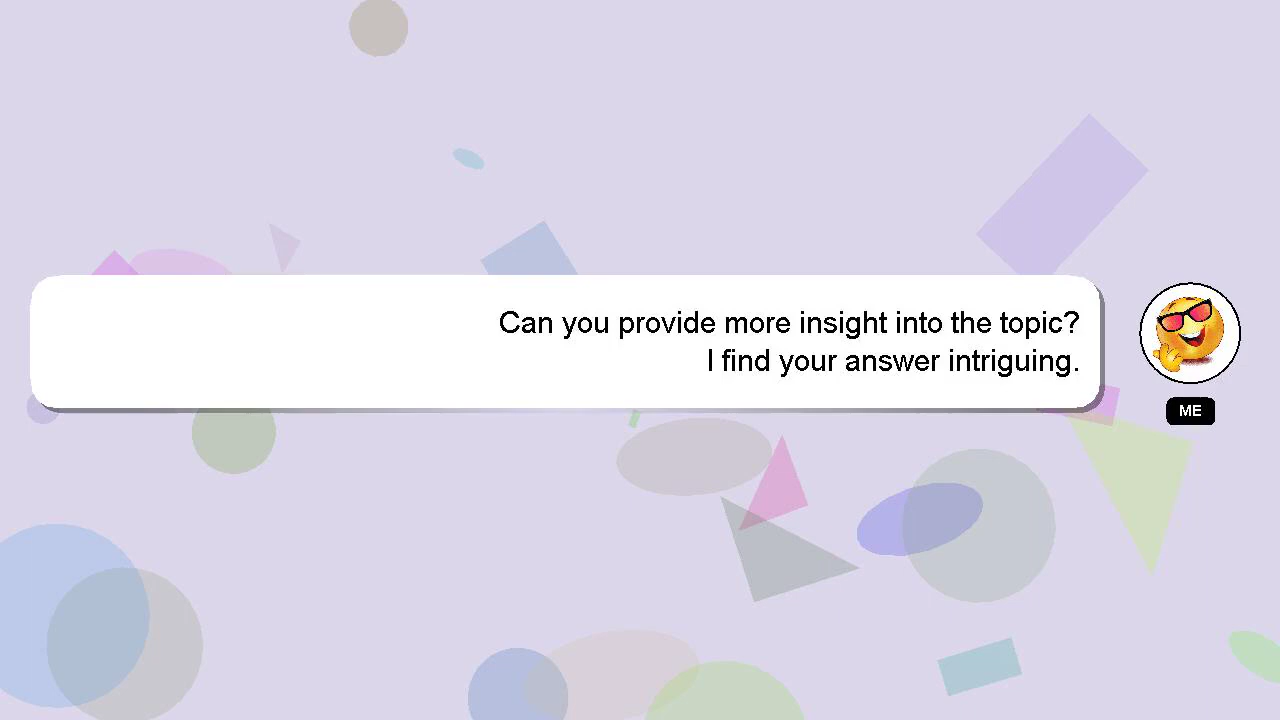 Can you provide more insight into the topic?
I find your answer intriguing.
ME